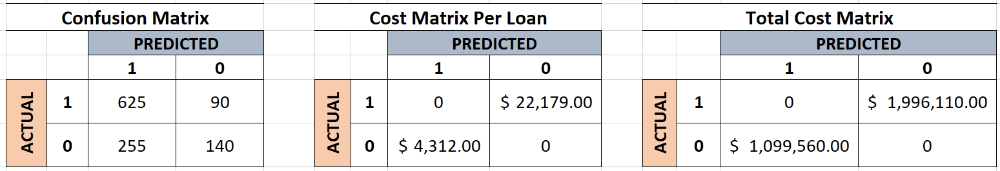 Confusion Matrix Cost Matrix Per Loan Total Cost Matrix
PREDICTED PREDICTED PREDICTED
1 0 1 0 1 0
ACTUAL 1 625 90 ACTUAL 1 0 $ 22,179.00 ACTUAL 1 0 $ 1,996,110.00
0 255 140 0 $ 4,312.00 0 0 $ 1,099,560.00 0